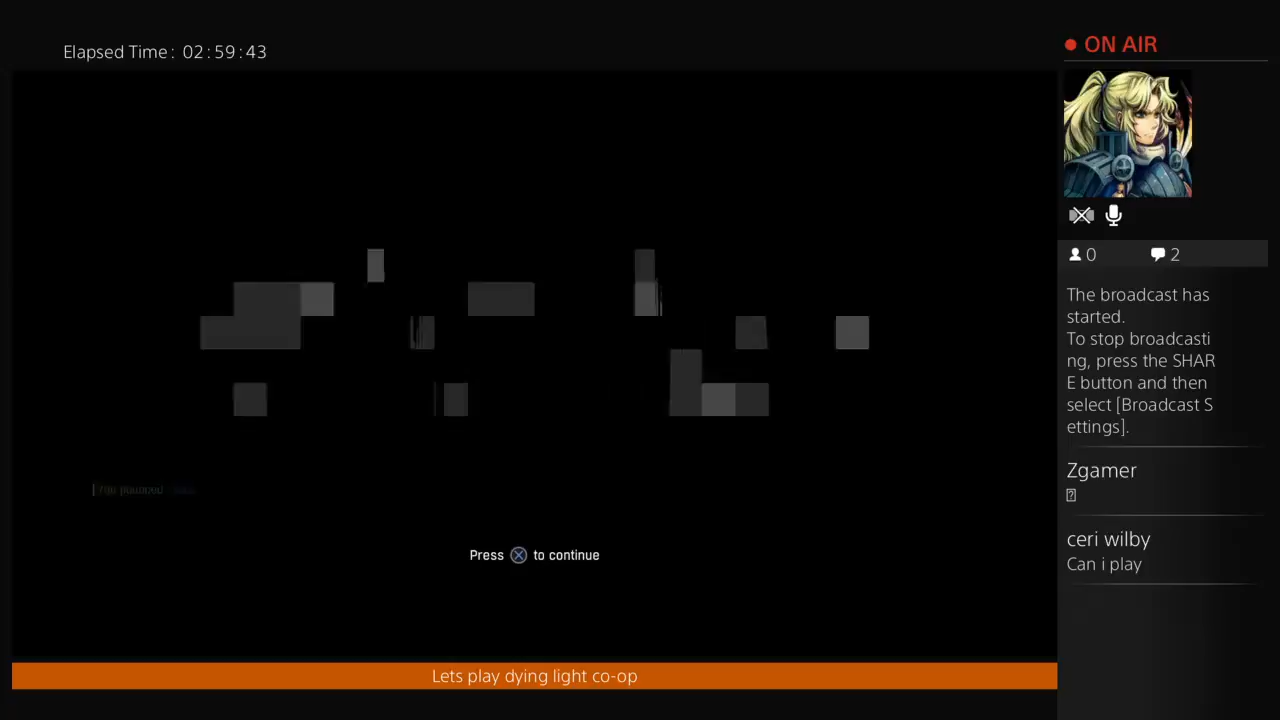 Elapsed Time: 02:59:43
ON AIR
0
2
The broadcast has
started.
To stop broadcasti
ng, press the SHAR
E button and then
select [Broadcast S
ettings].
Zgamer
ceri wilby
Can i play
Press to continue
Lets play dying light co-op